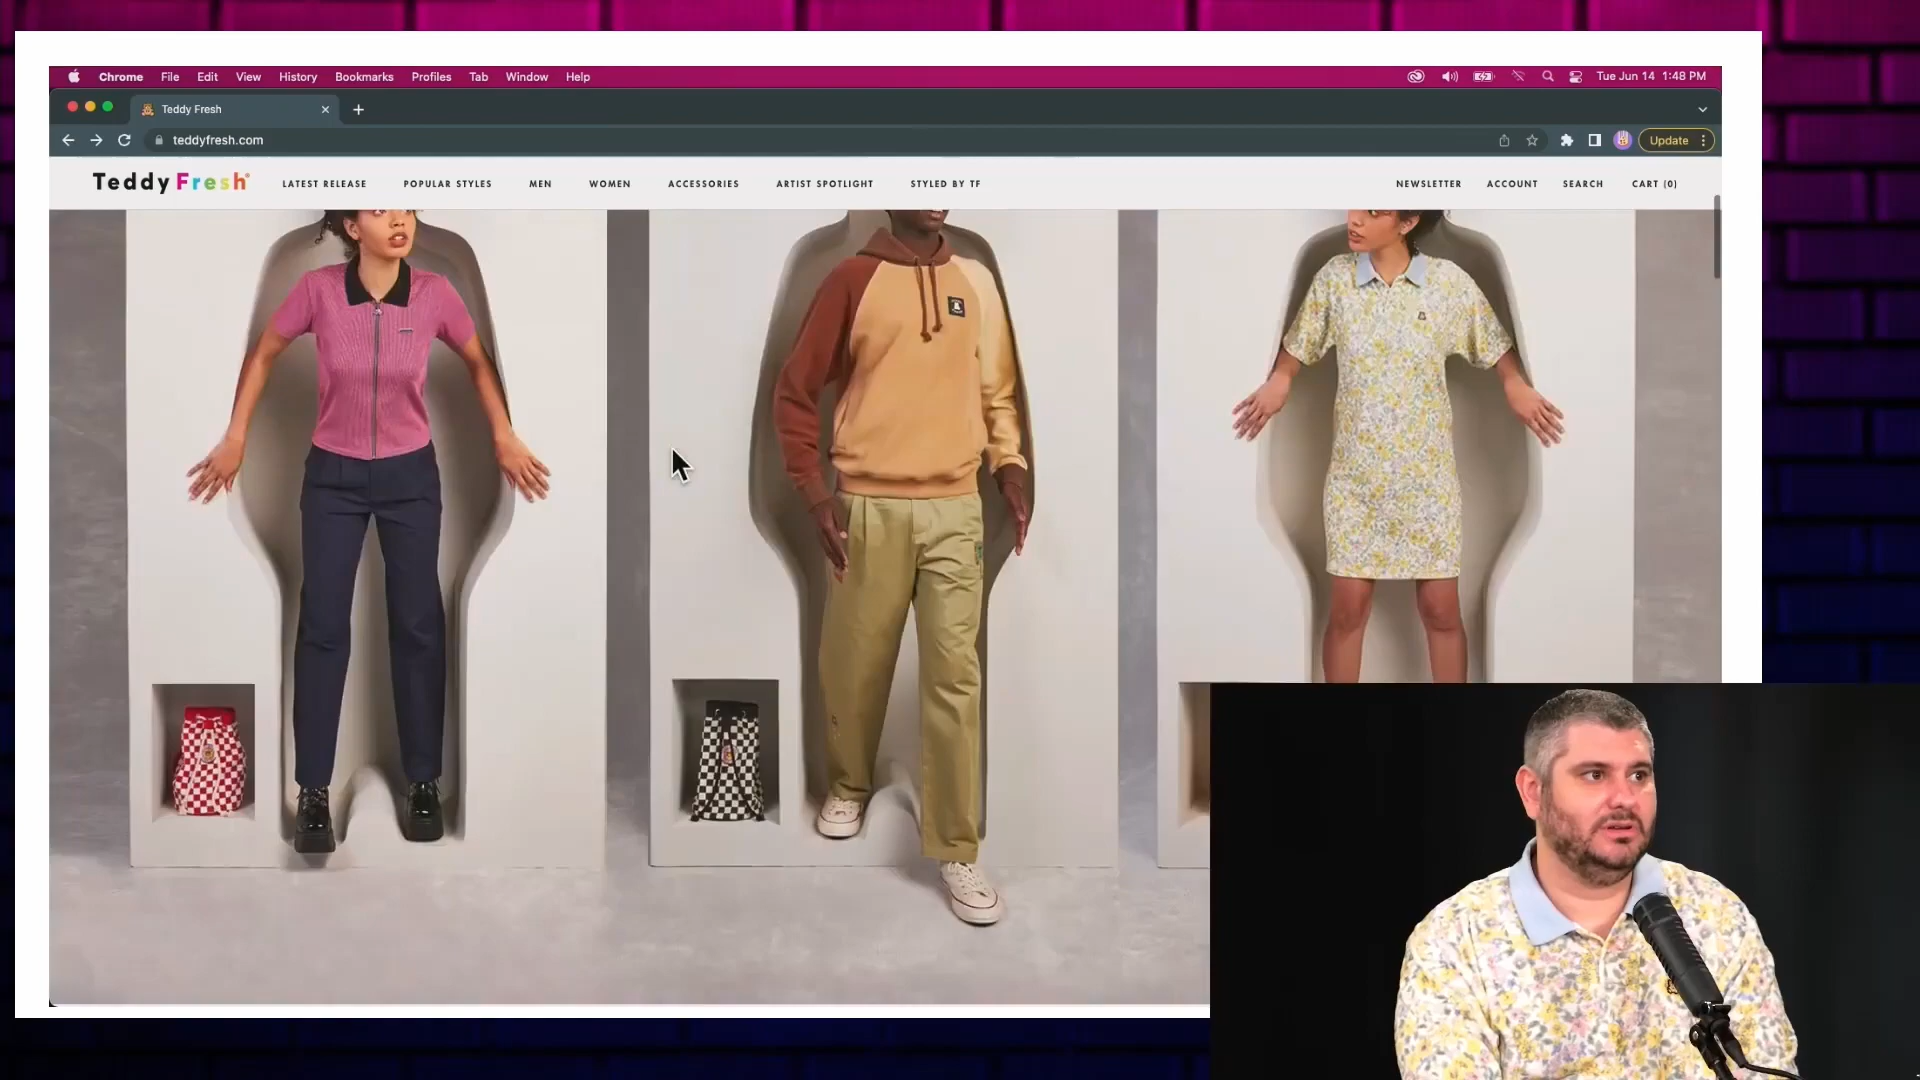 Chrome File Edit View History Bookmarks Profiles Tab Window Help Tue Jun 14 1:48 PM
Teddy Fresh
teddyfresh.com Update
Teddy Fresh LATEST RELEASE POPULAR STYLES MEN WOMEN ACCESSORIES ARTIST SPOTLIGHT STYLED BY TF NEWSLETTER ACCOUNT SEARCH CART (0)